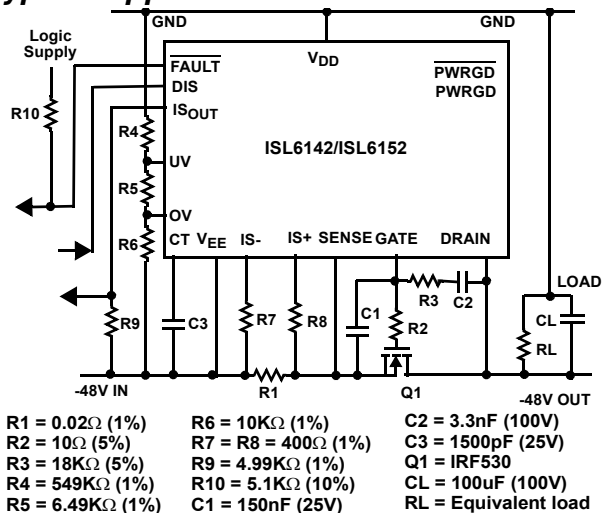 GND
GND
Logic
Supply
VDD
FAULT
DIS
ISOUT
PWRGD
PWRGD
R10
R4
ISL6142/ISL6152
UV
R5
OV
R6
CT VEE IS- IS+ SENSE GATE DRAIN
R3
C2
LOAD
R9
C3
R7
R8
C1
R2
CL
RL
-48V IN
R1
Q1
-48V OUT
R1 = 0.02Ω (1%)
R2 = 10Ω (5%)
R3 = 18KΩ (5%)
R4 = 549KΩ (1%)
R5 = 6.49KΩ (1%)
R6 = 10KΩ (1%)
R7 = R8 = 400Ω (1%)
R9 = 4.99KΩ (1%)
R10 = 5.1KΩ (10%)
C1 = 150nF (25V)
C2 = 3.3nF (100V)
C3 = 1500pF (25V)
Q1 = IRF530
CL = 100uF (100V)
RL = Equivalent load